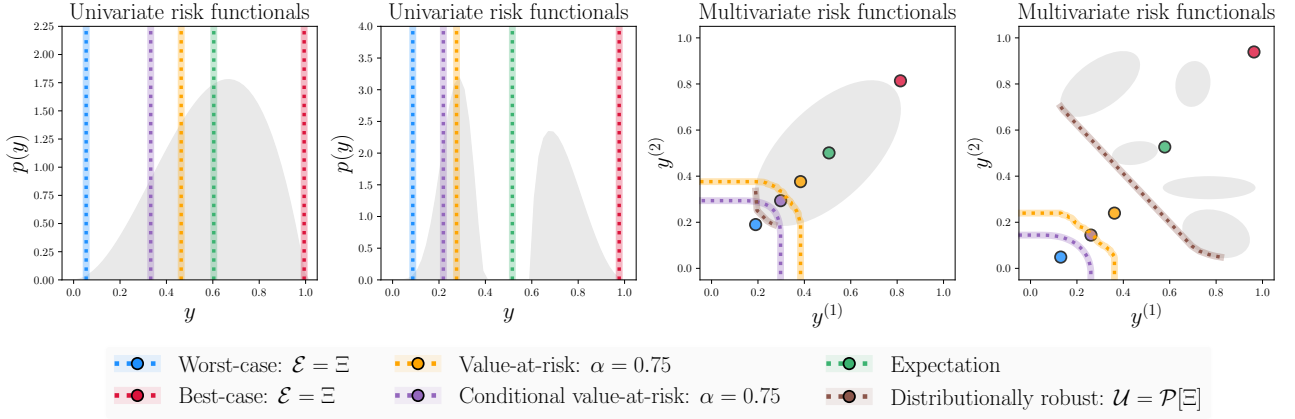 Univariate risk functionals
p(y)
2.25
2.00
1.75
1.50
1.25
1.00
0.75
0.50
0.25
0.00
0.0 0.2 0.4 0.6 0.8 1.0
y
Univariate risk functionals
p(y)
4.0
3.5
3.0
2.5
2.0
1.5
1.0
0.5
0.0
0.0 0.2 0.4 0.6 0.8 1.0
y
Multivariate risk functionals
y⁽²⁾
1.0
0.8
0.6
0.4
0.2
0.0
0.0 0.2 0.4 0.6 0.8 1.0
y⁽¹⁾
Multivariate risk functionals
y⁽²⁾
1.0
0.8
0.6
0.4
0.2
0.0
0.0 0.2 0.4 0.6 0.8 1.0
y⁽¹⁾
Worst-case: ℰ = Ξ
Best-case: ℰ = Ξ
Value-at-risk: α = 0.75
Conditional value-at-risk: α = 0.75
Expectation
Distributionally robust: 𝒰 = 𝒫[Ξ]